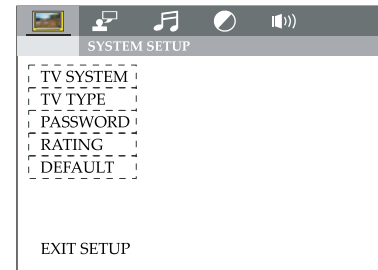 SYSTEM SETUP
TV SYSTEM
TV TYPE
PASSWORD
RATING
DEFAULT
EXIT SETUP